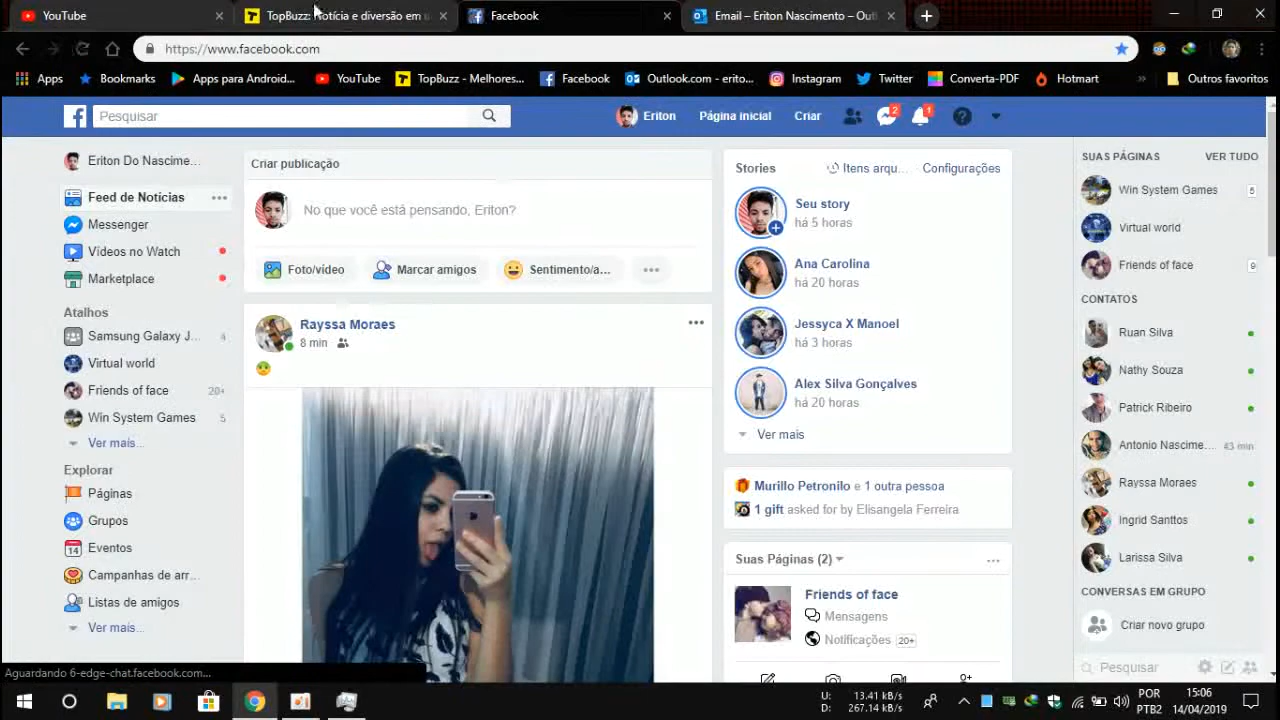 YouTube
TopBuzz: Notícia e diversão em u
Facebook
Email – Eriton Nascimento – Outl
https://www.facebook.com
Apps
Bookmarks
Apps para Android...
YouTube
TopBuzz - Melhores...
Facebook
Outlook.com - erito...
Instagram
Twitter
Converta-PDF
Hotmart
»
Outros favoritos
Pesquisar
Eriton
Página inicial
Criar
2
1
Eriton Do Nascime...
Feed de Notícias
Messenger
Vídeos no Watch
Marketplace
Atalhos
Samsung Galaxy J... 4
Virtual world
Friends of face 20+
Win System Games 5
Ver mais...
Explorar
Páginas
Grupos
14
Eventos
Campanhas de arr...
Listas de amigos
Ver mais...
Criar publicação
No que você está pensando, Eriton?
Foto/vídeo
Marcar amigos
Sentimento/a...
Rayssa Moraes
8 min
Stories
Itens arqu...
Configurações
Seu story
há 5 horas
Ana Carolina
há 20 horas
Jessyca X Manoel
há 3 horas
Alex Silva Gonçalves
há 20 horas
Ver mais
Murillo Petronilo e 1 outra pessoa
1 gift asked for by Elisangela Ferreira
Suas Páginas (2)
Friends of face
Mensagens
Notificações 20+
SUAS PÁGINAS
VER TUDO
Win System Games
Virtual world
Friends of face 9
CONTATOS
Ruan Silva
Nathy Souza
Patrick Ribeiro
Antonio Nascime... 43 min
Rayssa Moraes
Ingrid Santtos
Larissa Silva
CONVERSAS EM GRUPO
Criar novo grupo
Pesquisar
Aguardando 6-edge-chat.facebook.com...
U: 13.41 kB/s
D: 267.14 kB/s
POR
PTB2
15:06
14/04/2019